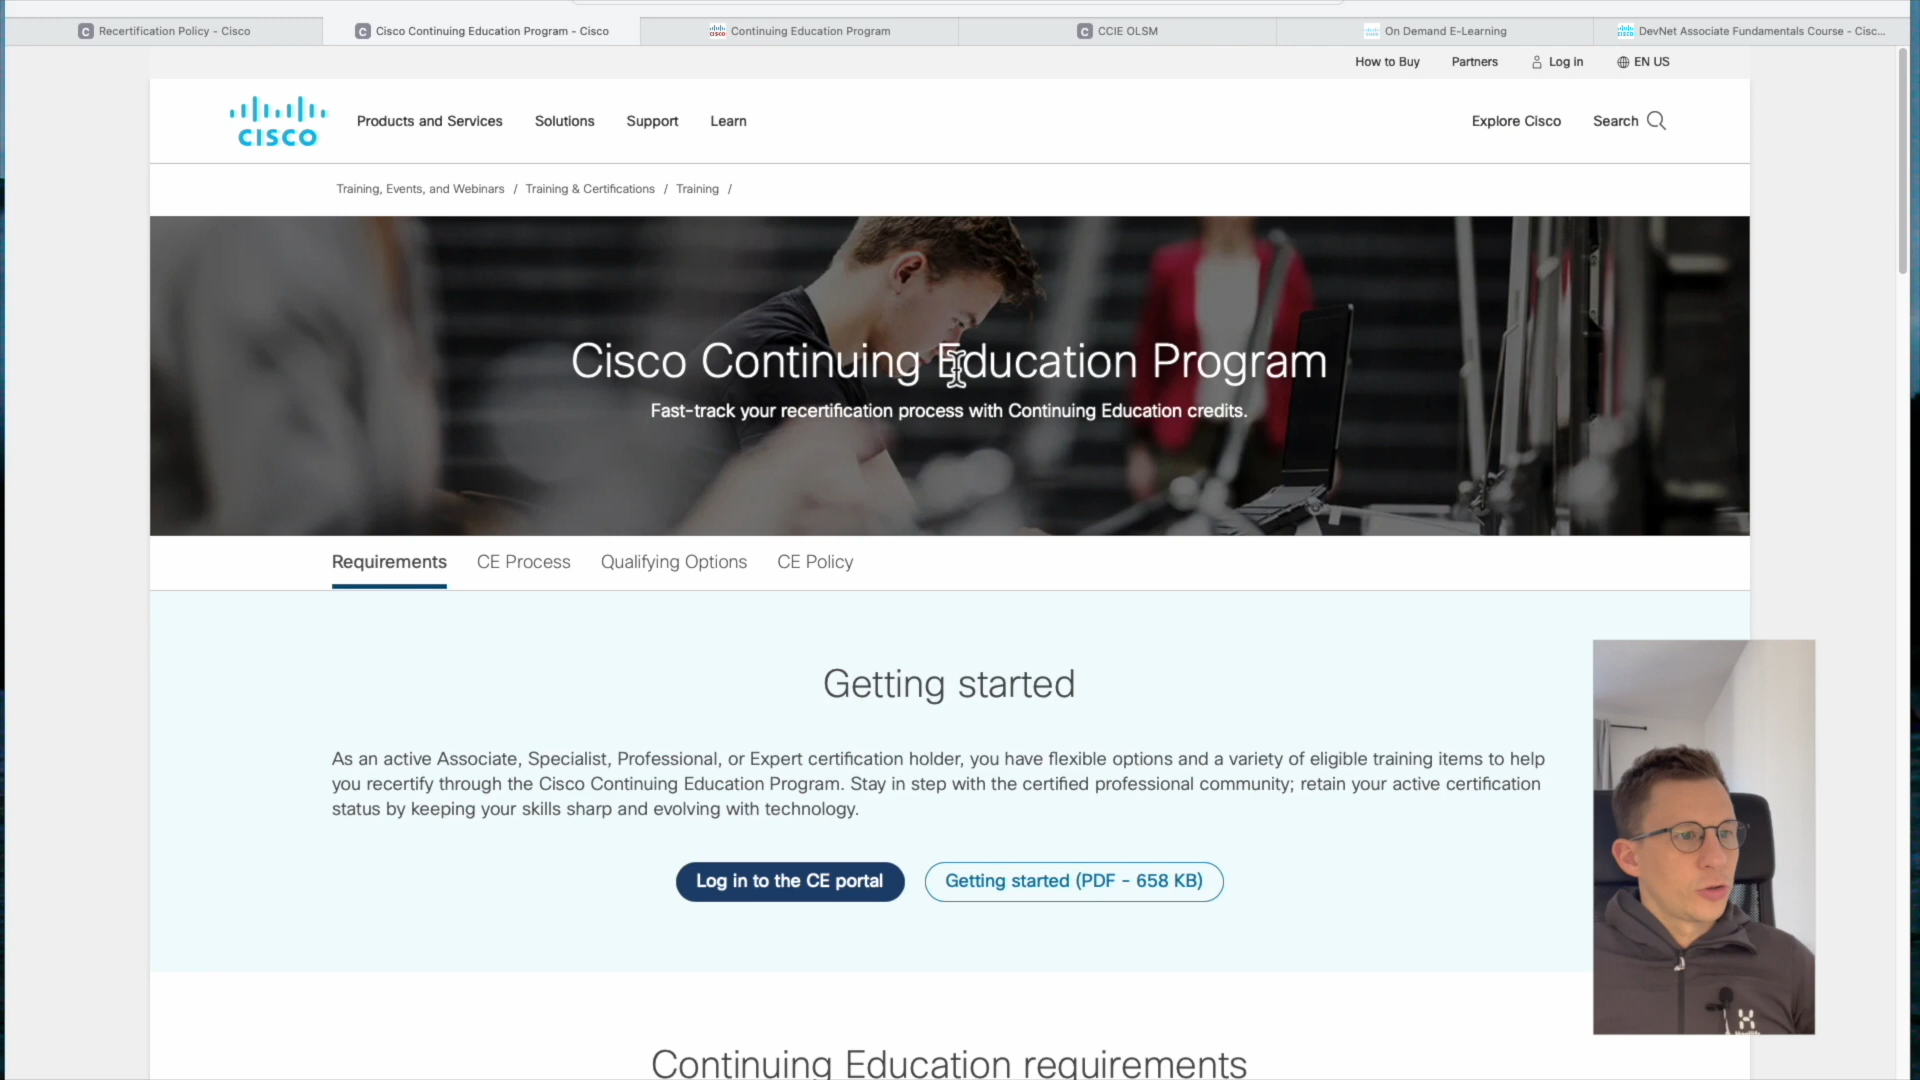 Recertification Policy - Cisco
Cisco Continuing Education Program - Cisco
Continuing Education Program
CCIE OLSM
On Demand E-Learning
DevNet Associate Fundamentals Course - Cisc...
How to Buy
Partners
Log in
EN US
CISCO
Products and Services
Solutions
Support
Learn
Explore Cisco
Search
Training, Events, and Webinars / Training & Certifications / Training /
Cisco Continuing Education Program
Fast-track your recertification process with Continuing Education credits.
Requirements
CE Process
Qualifying Options
CE Policy
Getting started
As an active Associate, Specialist, Professional, or Expert certification holder, you have flexible options and a variety of eligible training items to help
you recertify through the Cisco Continuing Education Program. Stay in step with the certified professional community; retain your active certification
status by keeping your skills sharp and evolving with technology.
Log in to the CE portal
Getting started (PDF - 658 KB)
Continuing Education requirements